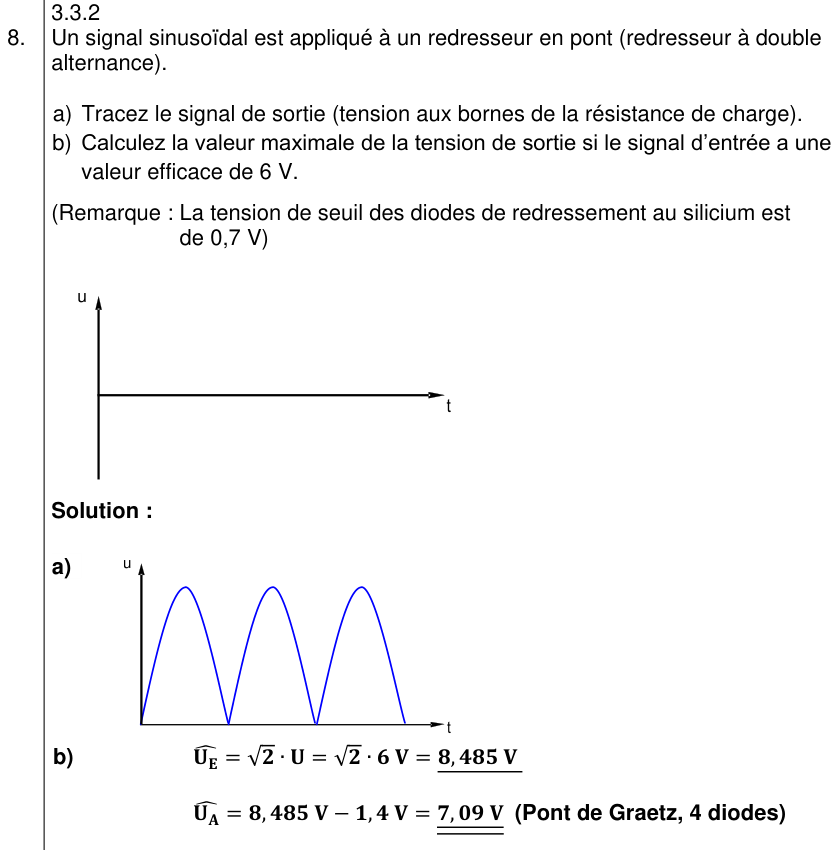 3.3.2
8. Un signal sinusoïdal est appliqué à un redresseur en pont (redresseur à double
alternance).
a) Tracez le signal de sortie (tension aux bornes de la résistance de charge).
b) Calculez la valeur maximale de la tension de sortie si le signal d’entrée a une
valeur efficace de 6 V.
(Remarque : La tension de seuil des diodes de redressement au silicium est
de 0,7 V)
u
t
Solution :
a)
u
t
b) $\widehat{U_E} = \sqrt{2} \cdot U = \sqrt{2} \cdot 6 V = 8,485 V$
$\widehat{U_A} = 8,485 V − 1,4 V = 7,09 V$ (Pont de Graetz, 4 diodes)